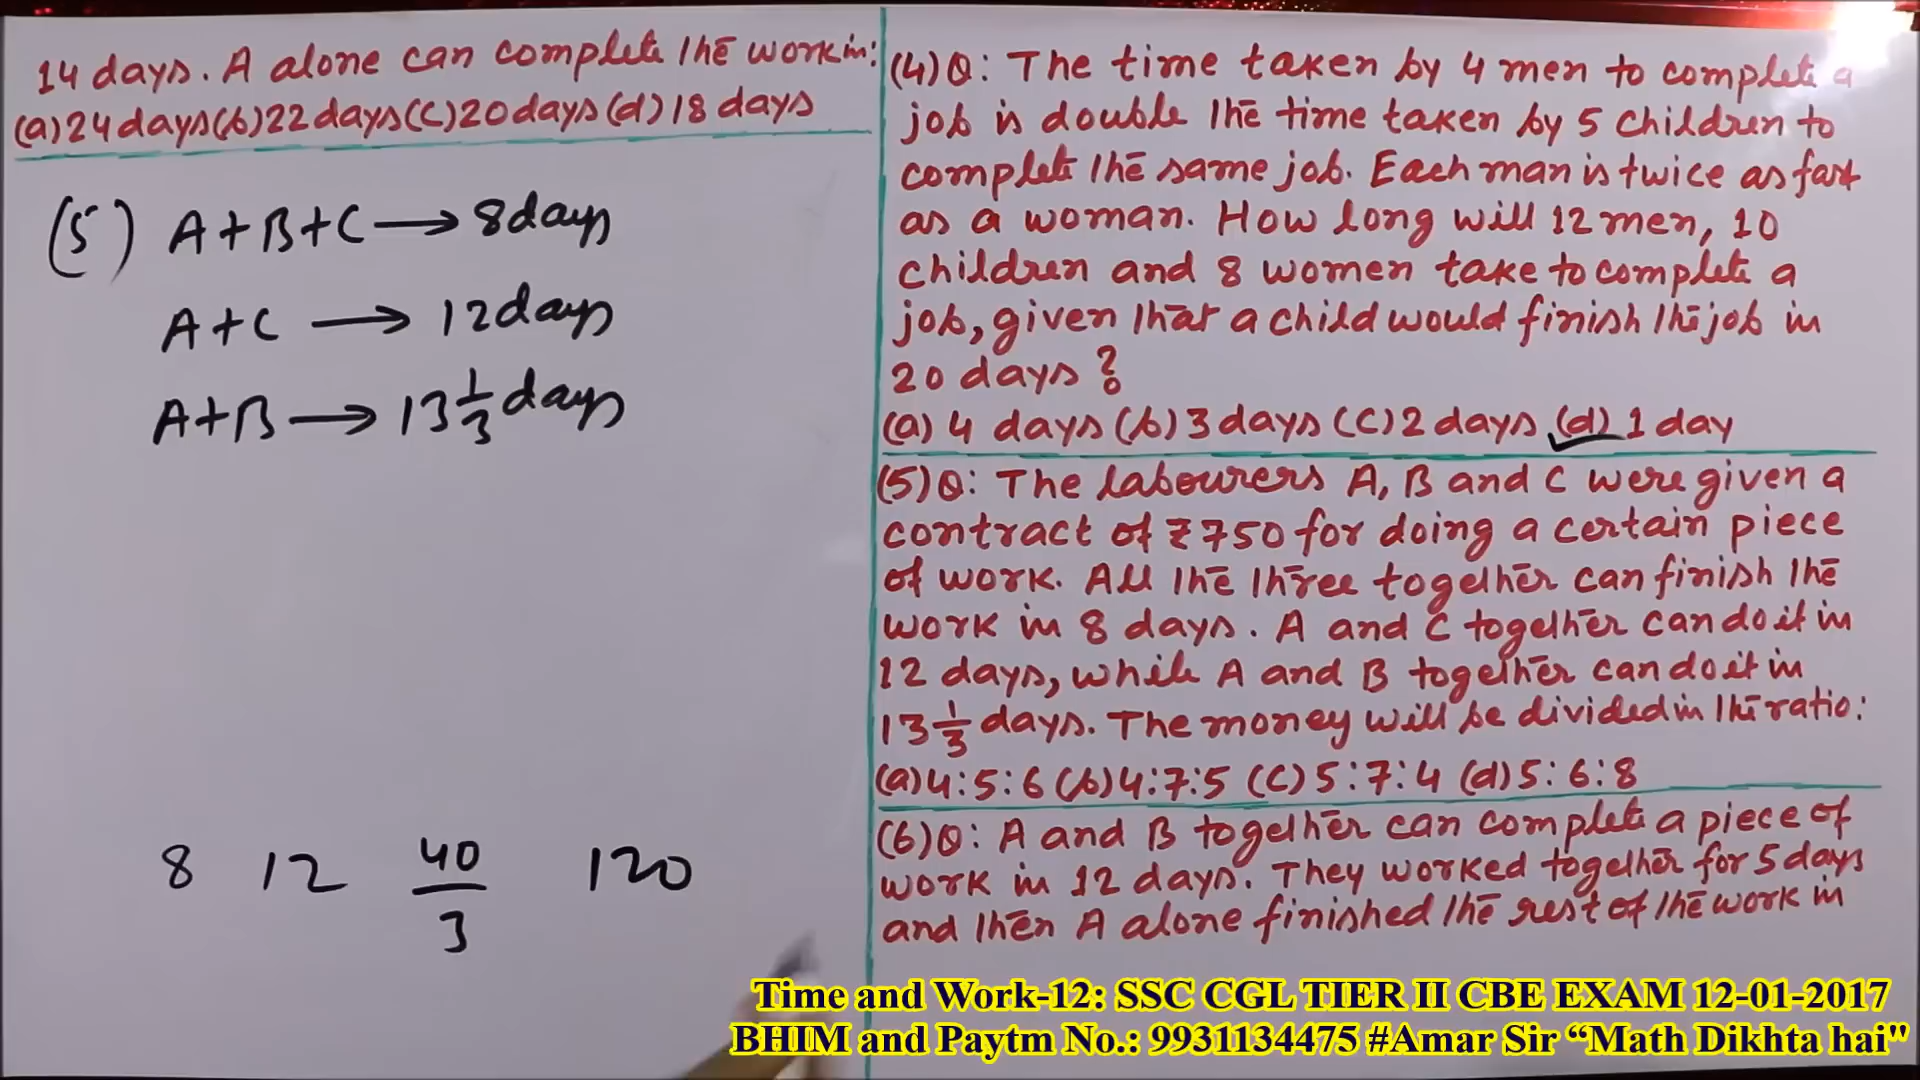 14 days. A alone can complete the work in:
(a) 24 days (b) 22 days (c) 20 days (d) 18 days
(5) A+B+C → 8 days
A+C → 12 days
A+B → 13 1/3 days
8 12 40/3 120
(4)Q: The time taken by 4 men to complete a
job is double the time taken by 5 children to
complete the same job. Each man is twice as fast
as a woman. How long will 12 men, 10
children and 8 women take to complete a
job, given that a child would finish the job in
20 days?
(a) 4 days (b) 3 days (c) 2 days (d) 1 day
(5)Q: The labourers A, B and C were given a
contract of ₹750 for doing a certain piece
of work. All the three together can finish the
work in 8 days. A and C together can do it in
12 days, while A and B together can do it in
13 1/3 days. The money will be divided in the ratio:
(a) 4:5:6 (b) 4:7:5 (c) 5:7:4 (d) 5:6:8
(6)Q: A and B together can complete a piece of
work in 12 days. They worked together for 5 days
and then A alone finished the rest of the work in
Time and Work-12: SSC CGL TIER II CBE EXAM 12-01-2017
BHIM and Paytm No.: 9931134475 #Amar Sir “Math Dikhta hai"